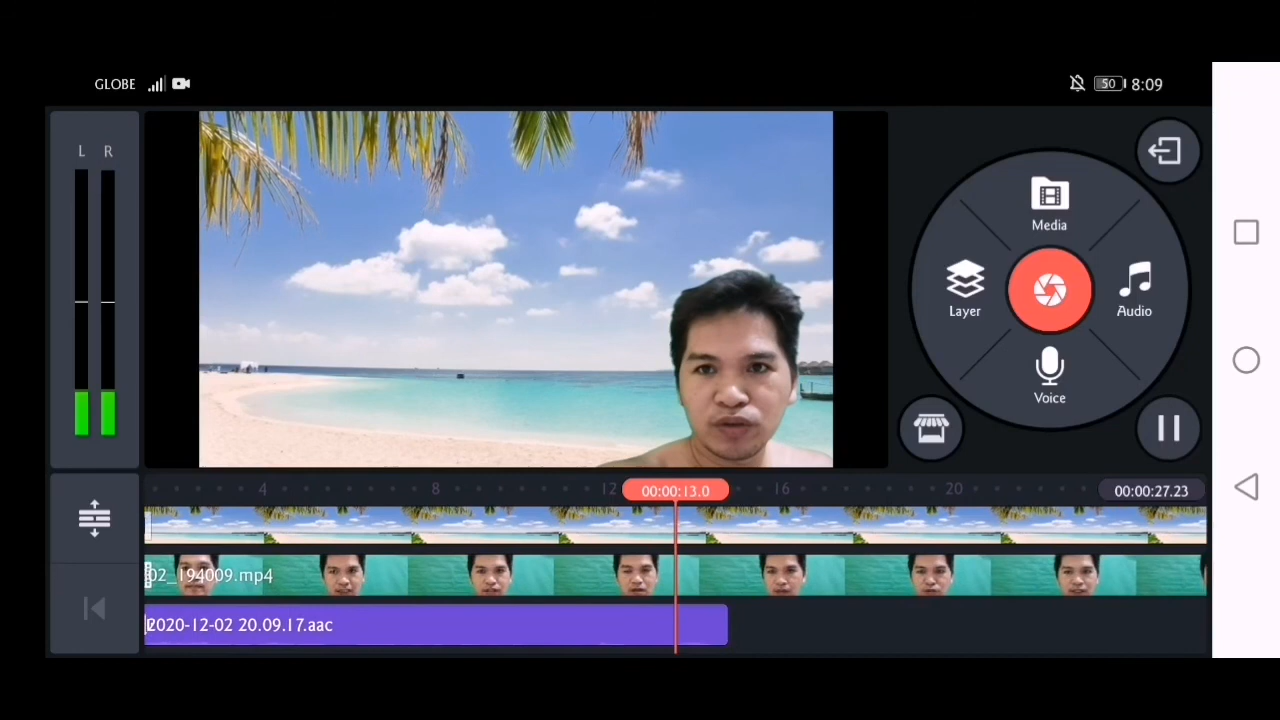 GLOBE
50 8:09
L R
Media
Layer
Audio
Voice
4 8 12 00:00:13.0 16 20 00:00:27.23
02_194009.mp4
2020-12-02 20.09.17.aac